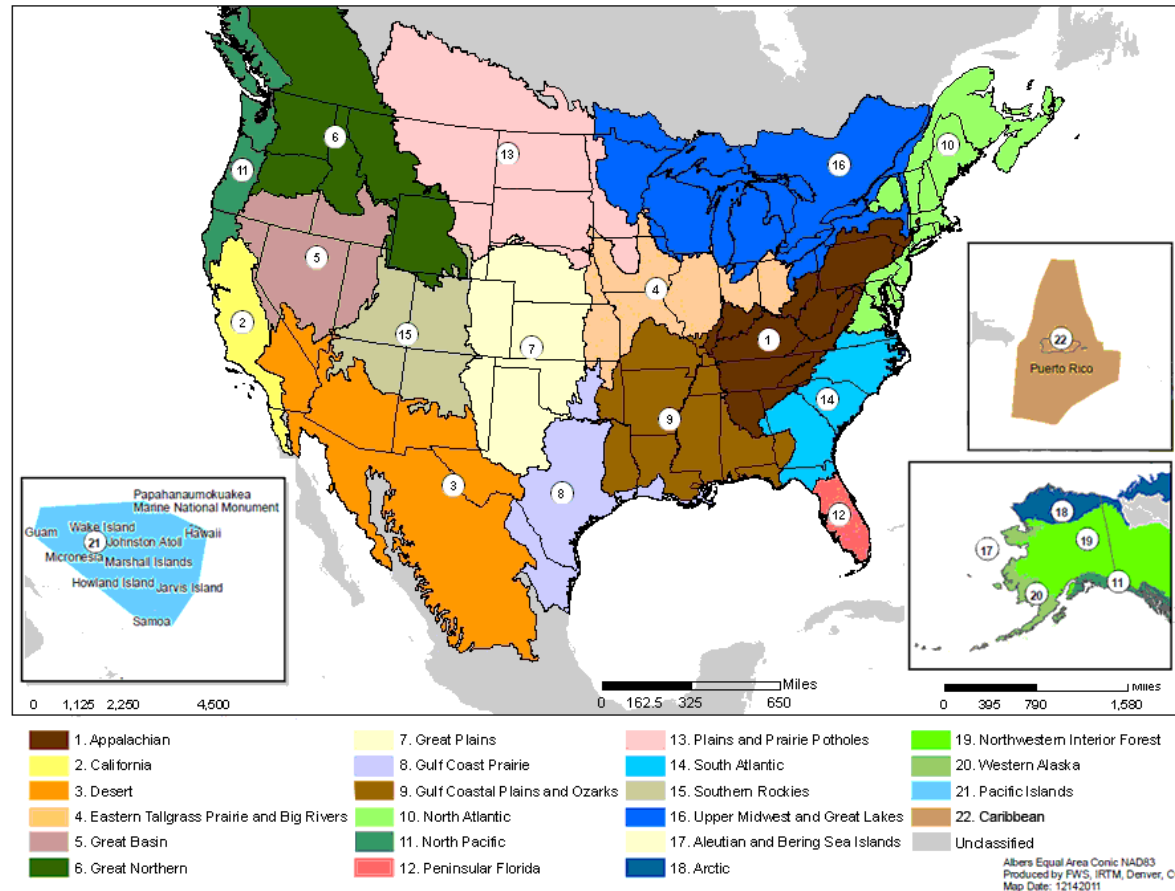 6
13
11
16
10
5
4
2
15
7
1
22
Puerto Rico
9
14
3
8
12
Papahanaumokuakea
Marine National Monument
Guam
Wake Island
Hawaii
21
Johnston Atoll
Micronesia
Marshall Islands
Howland Island
Jarvis Island
Samoa
18
17
19
20
11
Miles
0 1,125 2,250 4,500
0 162.5 325 650
Miles
0 395 790 1,580
1. Appalachian
2. California
3. Desert
4. Eastern Tallgrass Prairie and Big Rivers
5. Great Basin
6. Great Northern
7. Great Plains
8. Gulf Coast Prairie
9. Gulf Coastal Plains and Ozarks
10. North Atlantic
11. North Pacific
12. Peninsular Florida
13. Plains and Prairie Potholes
14. South Atlantic
15. Southern Rockies
16. Upper Midwest and Great Lakes
17. Aleutian and Bering Sea Islands
18. Arctic
19. Northwestern Interior Forest
20. Western Alaska
21. Pacific Islands
22. Caribbean
Unclassified
Albers Equal Area Conic NAD83
Produced by FWS, IRTM, Denver,
Map Date: 12142011